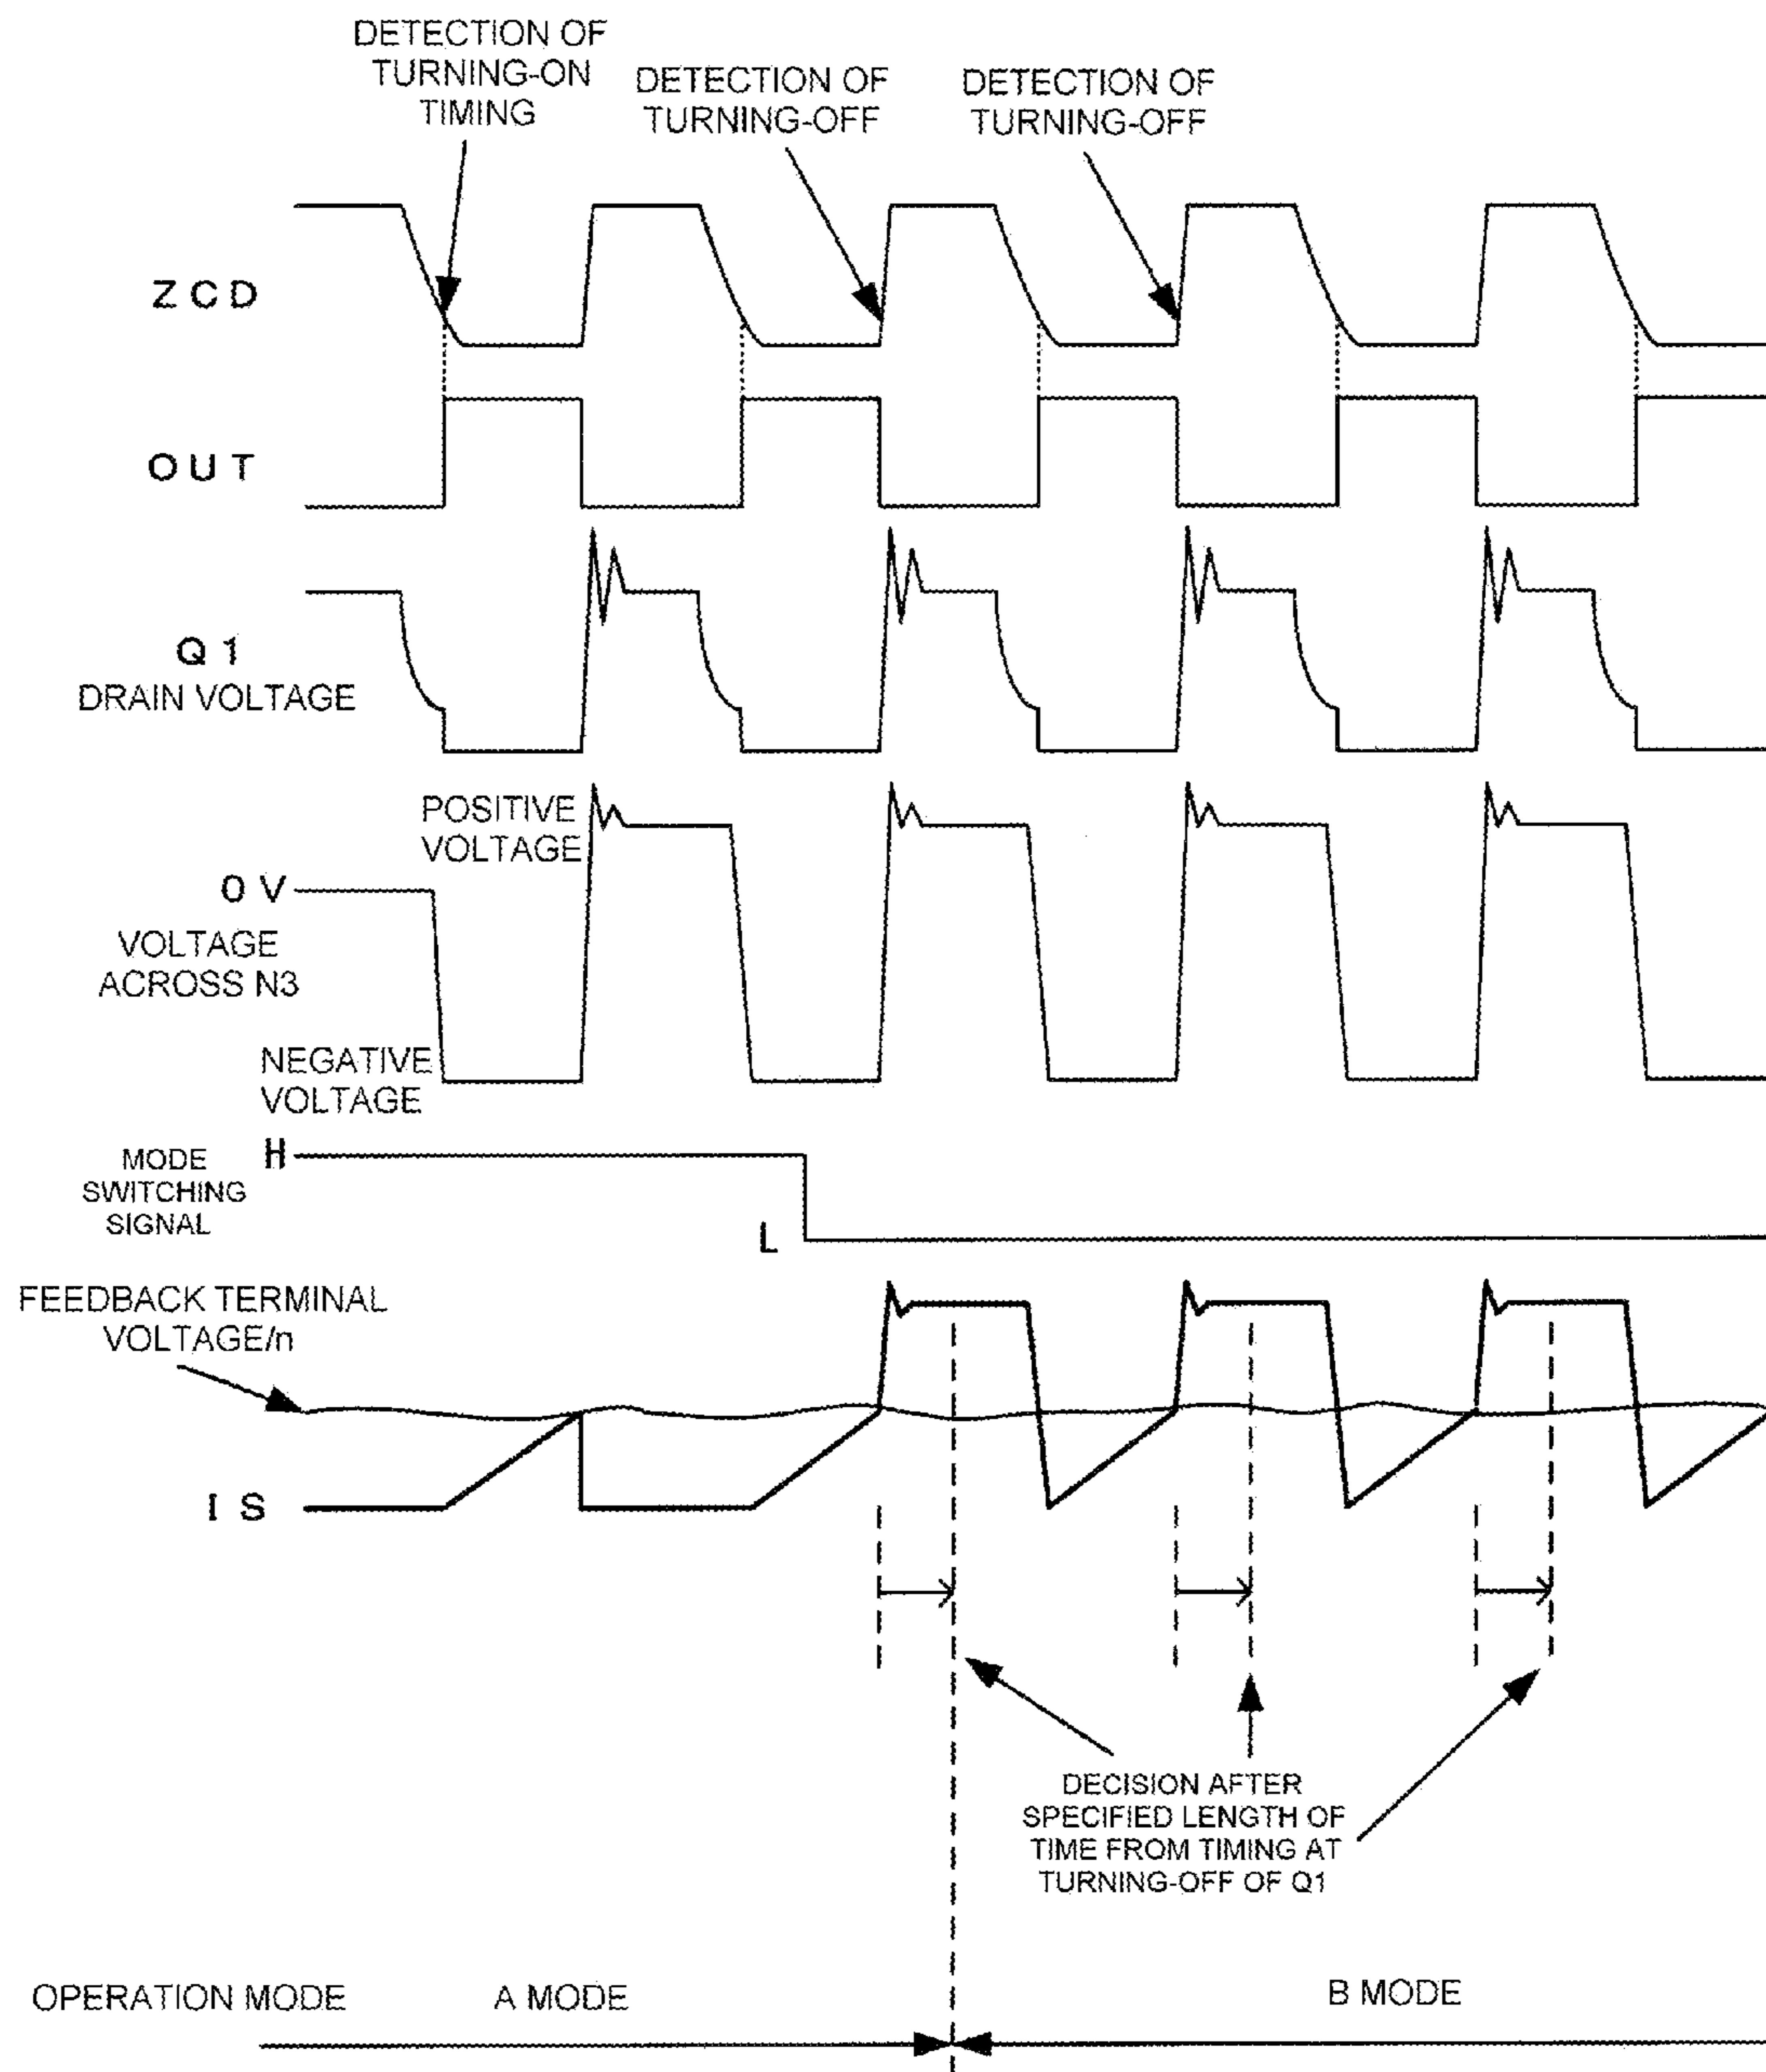 DETECTION OF
TURNING-ON
TIMING
DETECTION OF
TURNING-OFF
DETECTION OF
TURNING-OFF
ZCD
OUT
Q1
DRAIN VOLTAGE
POSITIVE
VOLTAGE
0 V
VOLTAGE
ACROSS N3
NEGATIVE
VOLTAGE
MODE
SWITCHING
SIGNAL
H
L
FEEDBACK TERMINAL
VOLTAGE/n
IS
DECISION AFTER
SPECIFIED LENGTH OF
TIME FROM TIMING AT
TURNING-OFF OF Q1
OPERATION MODE
A MODE
B MODE